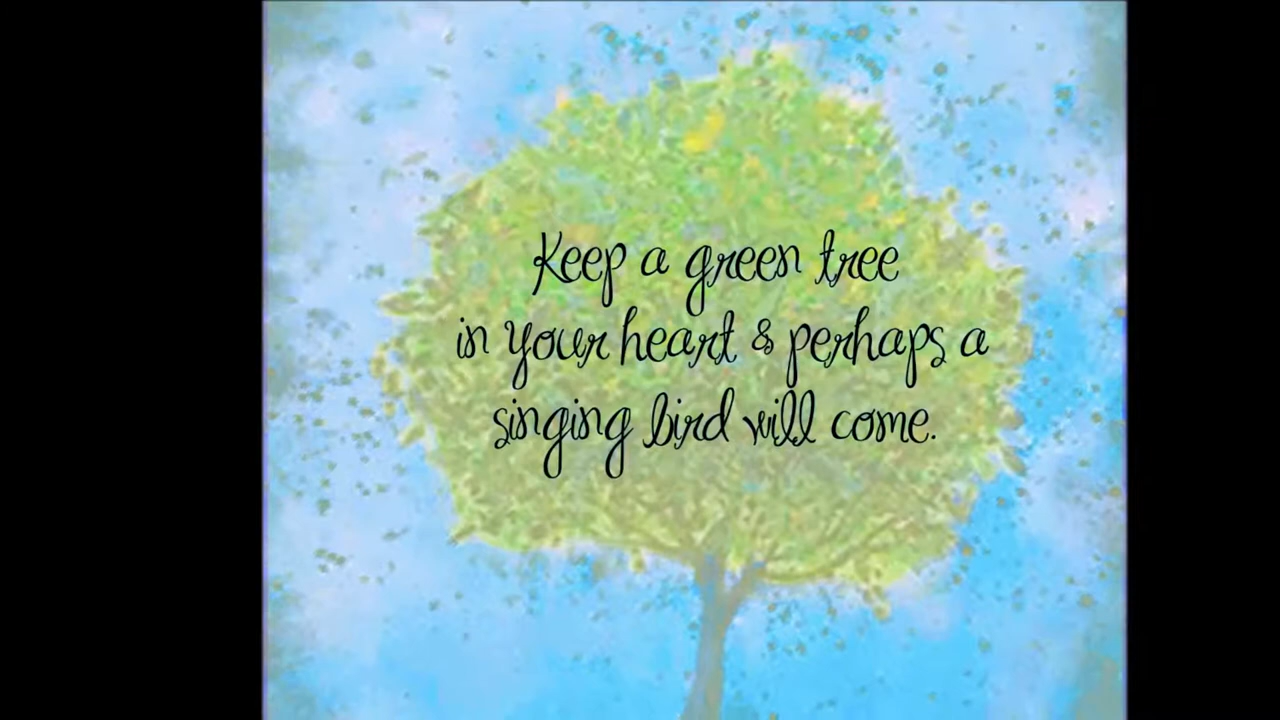 Keep a green tree
in your heart & perhaps a
singing bird will come.